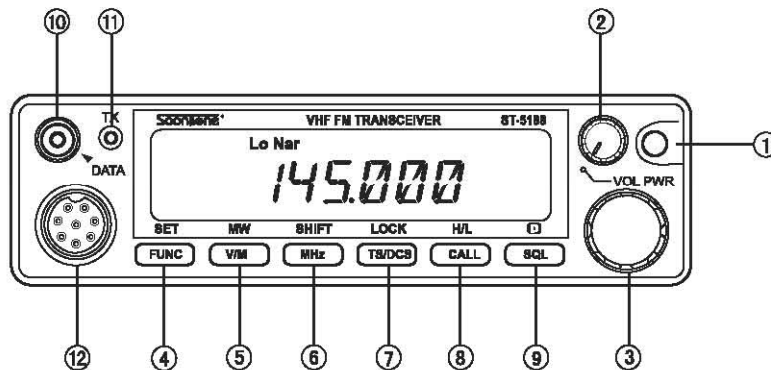 ⑩ ⑪ ②
TX VHF FM TRANSCEIVER ST-5188
①
Lo Nar
DATA 145.000 VOL PWR
SET MW SHIFT LOCK H/L D
FUNC V/M MHz TS/DCS CALL SQL
⑫ ④ ⑤ ⑥ ⑦ ⑧ ⑨ ③